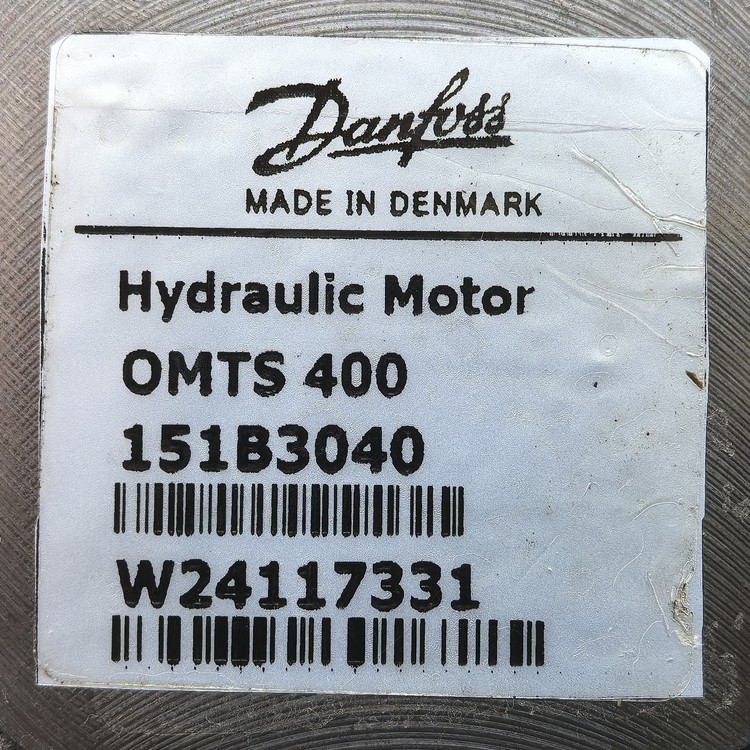 Danfoss
MADE IN DENMARK
Hydraulic Motor
OMTS 400
151B3040
W24117331